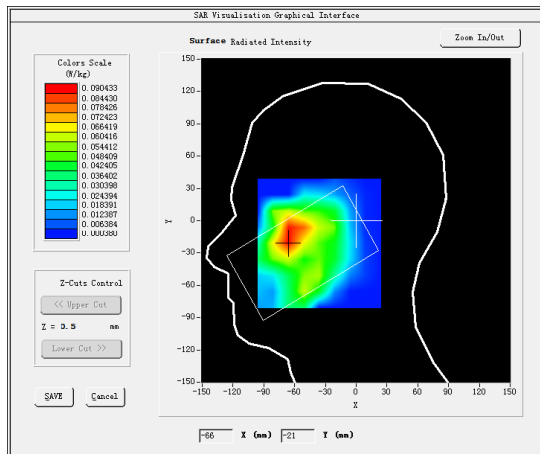 SAR Visualisation Graphical Interface
Surface Radiated Intensity
Zoom In/Out
Colors Scale
(W/kg)
0.090433
0.084430
0.078426
0.072423
0.066419
0.060416
0.054412
0.048409
0.042405
0.036402
0.030398
0.024394
0.018391
0.012387
0.006384
0.000380
Z-Cuts Control
<< Upper Cut
Z = 0.5 mm
Lower Cut >>
SAVE Cancel
150-
120-
90-
60-
30-
0-
-30-
-60-
-90-
-120-
-150-
Y
-150 -120 -90 -60 -30 0 30 60 90 120 150
X
-66 X (mm) -21 Y (mm)